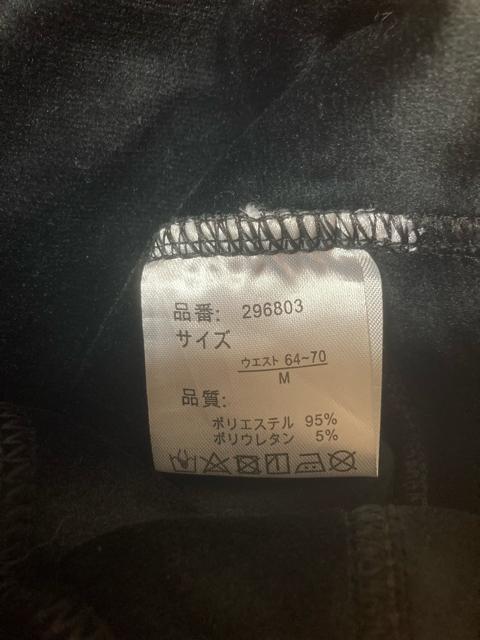 品番: 296803
サイズ
ウエスト 64~70
M
品質:
ポリエステル 95%
ポリウレタン 5%